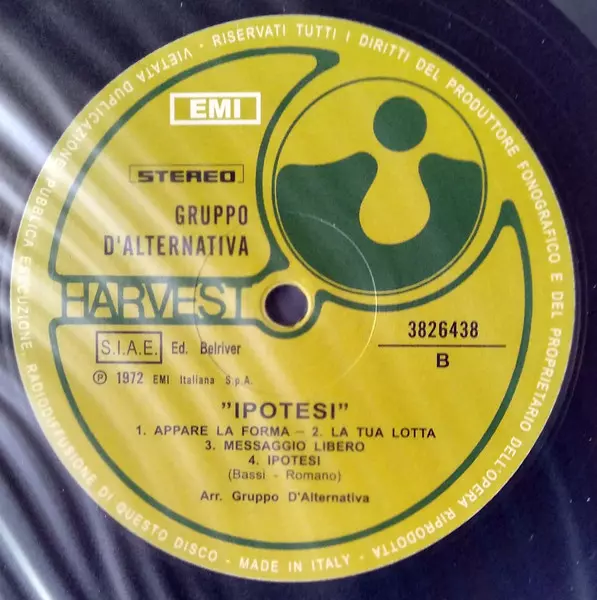 VIETATA DUPLICAZIONE PUBBLICA ESECUZIONE, RADIODIFFUSIONE DI QUESTO DISCO - MADE IN ITALY - RISERVATI TUTTI I DIRITTI DEL PRODUTTORE FONOGRAFICO E DEL PROPRIETARIO DELL'OPERA RIPRODOTTA
EMI
STEREO
GRUPPO
D'ALTERNATIVA
HARVEST
S.I.A.E. Ed. Belriver
3826438
B
Ⓟ 1972 EMI Italiana S.p.A.
"IPOTESI"
1. APPARE LA FORMA – 2. LA TUA LOTTA
3. MESSAGGIO LIBERO
4. IPOTESI
(Bassi - Romano)
Arr. Gruppo D'Alternativa